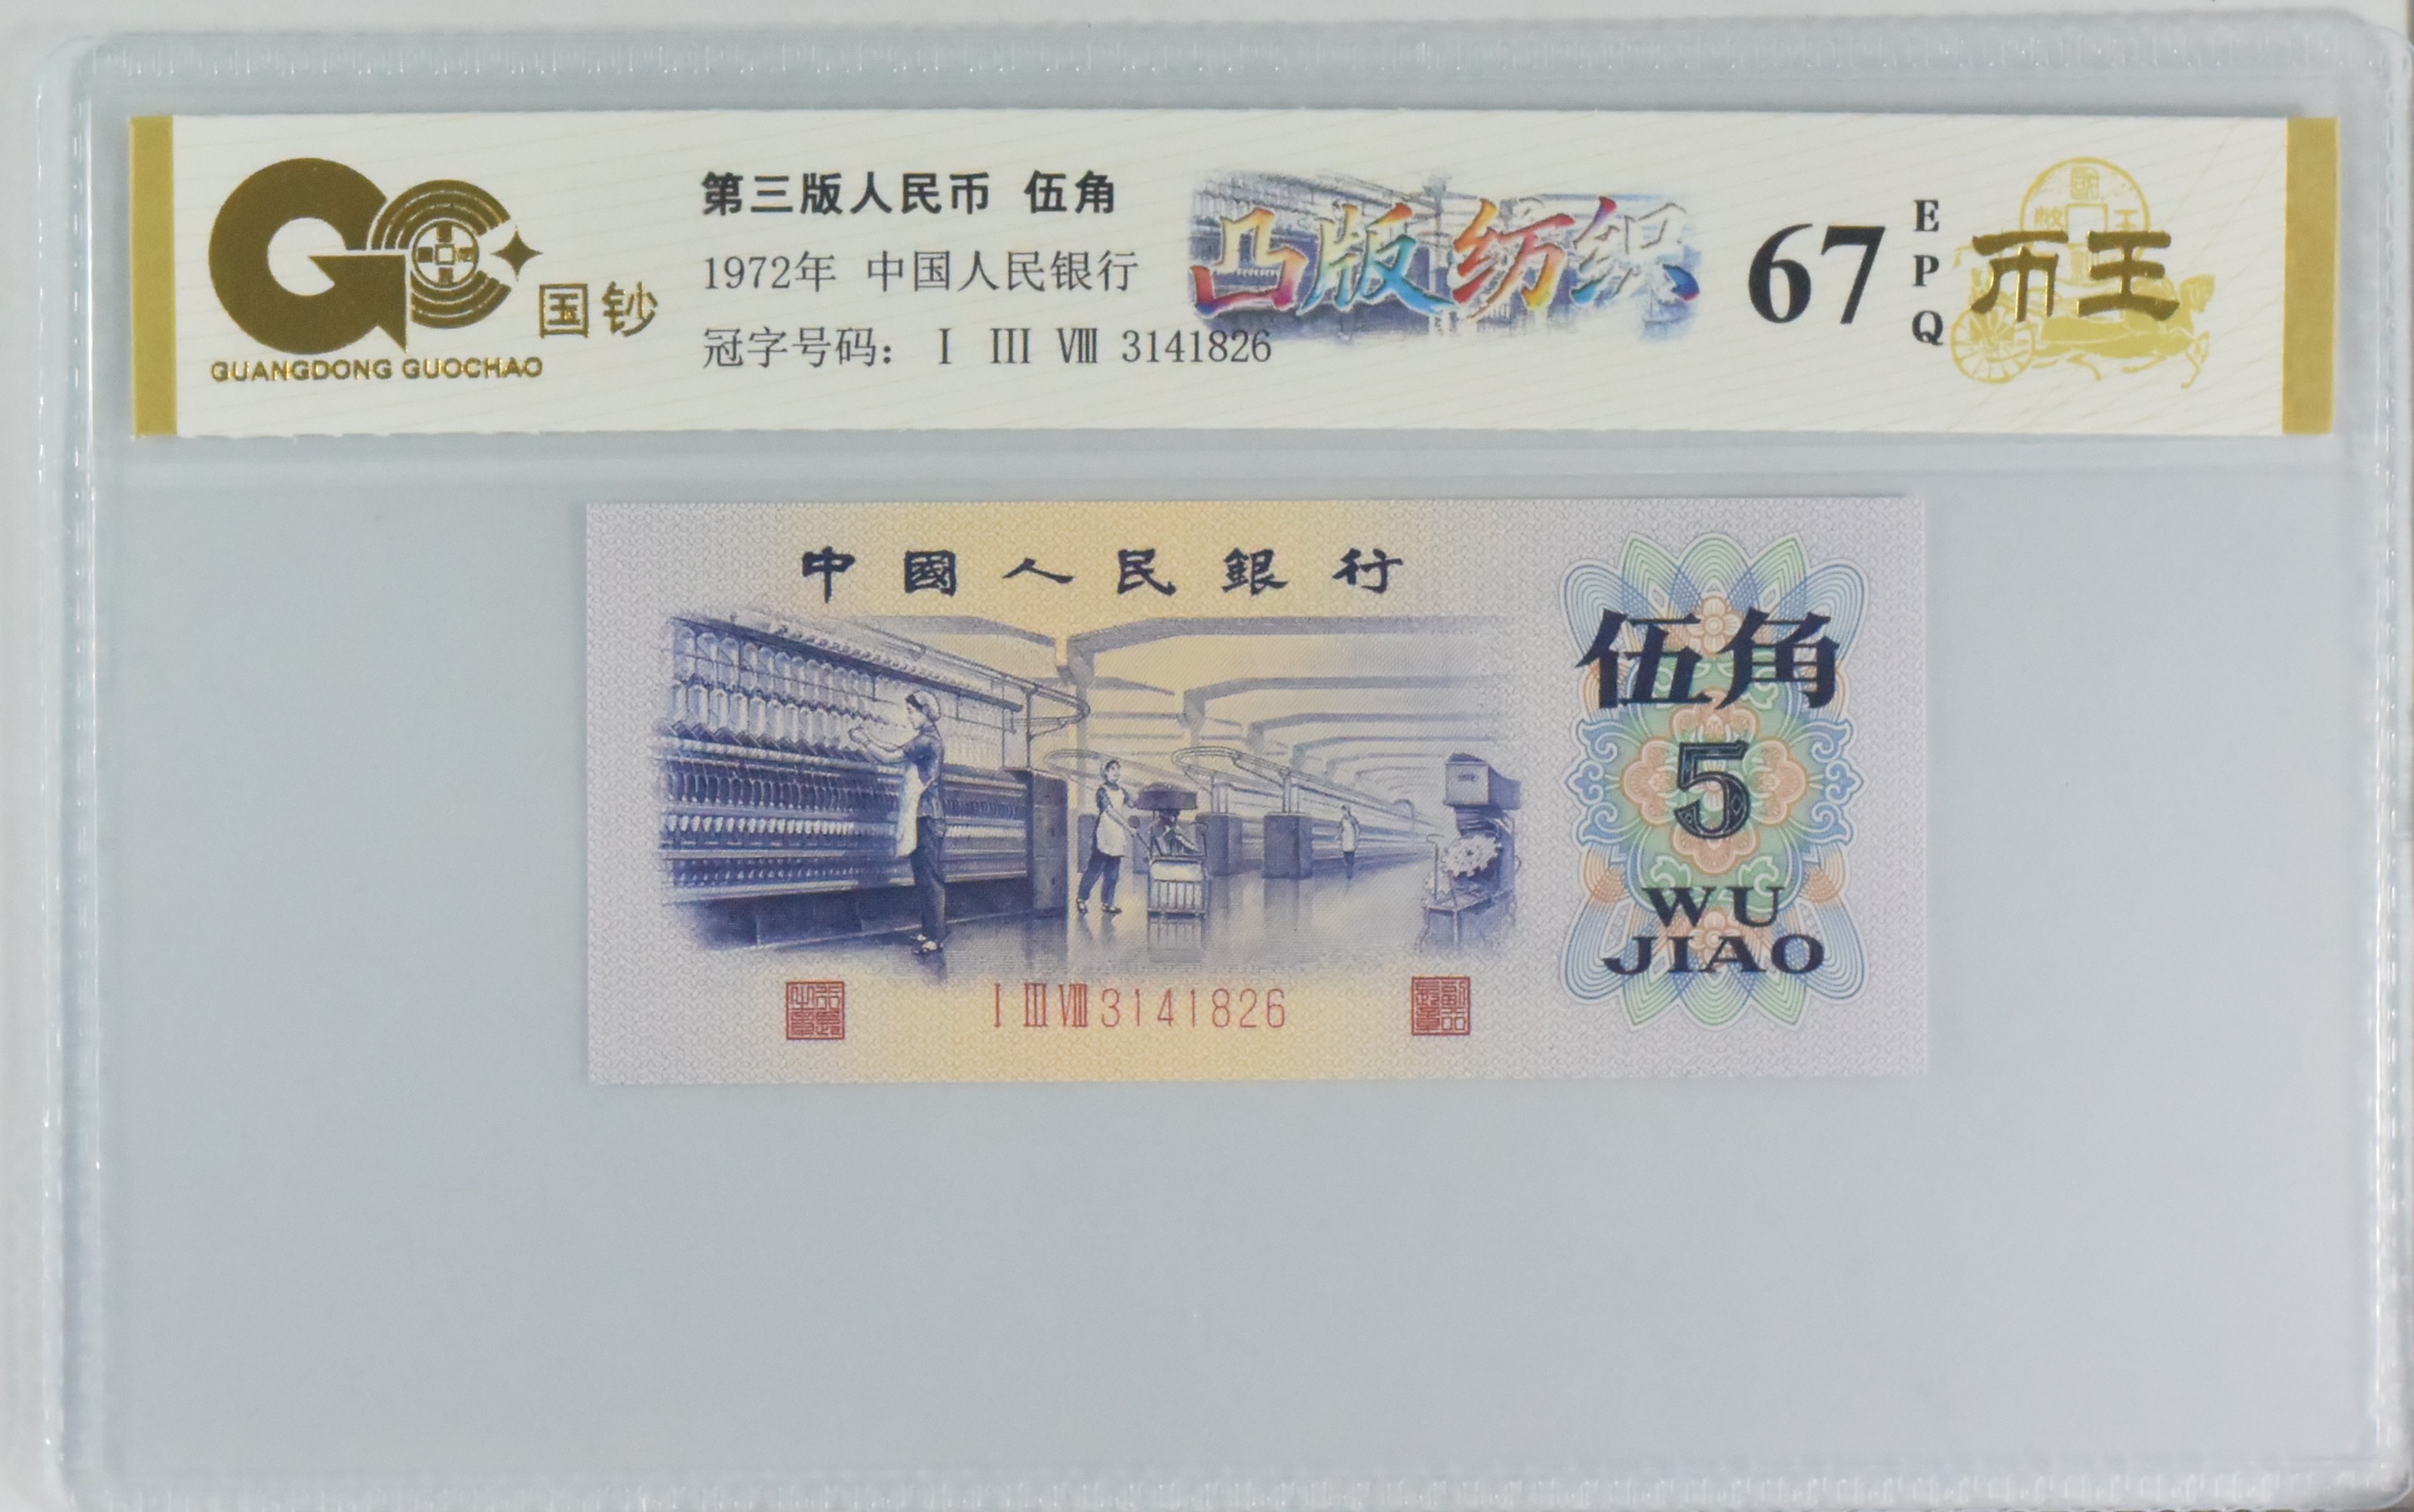 国钞
GUANGDONG GUOCHAO
第三版人民币 伍角
1972年 中国人民银行
冠字号码: Ⅰ Ⅲ Ⅷ 3141826
凸版纺织
67
EPQ
币王
中國人民銀行
伍角
5
WU
JIAO
Ⅰ Ⅲ Ⅷ 3141826